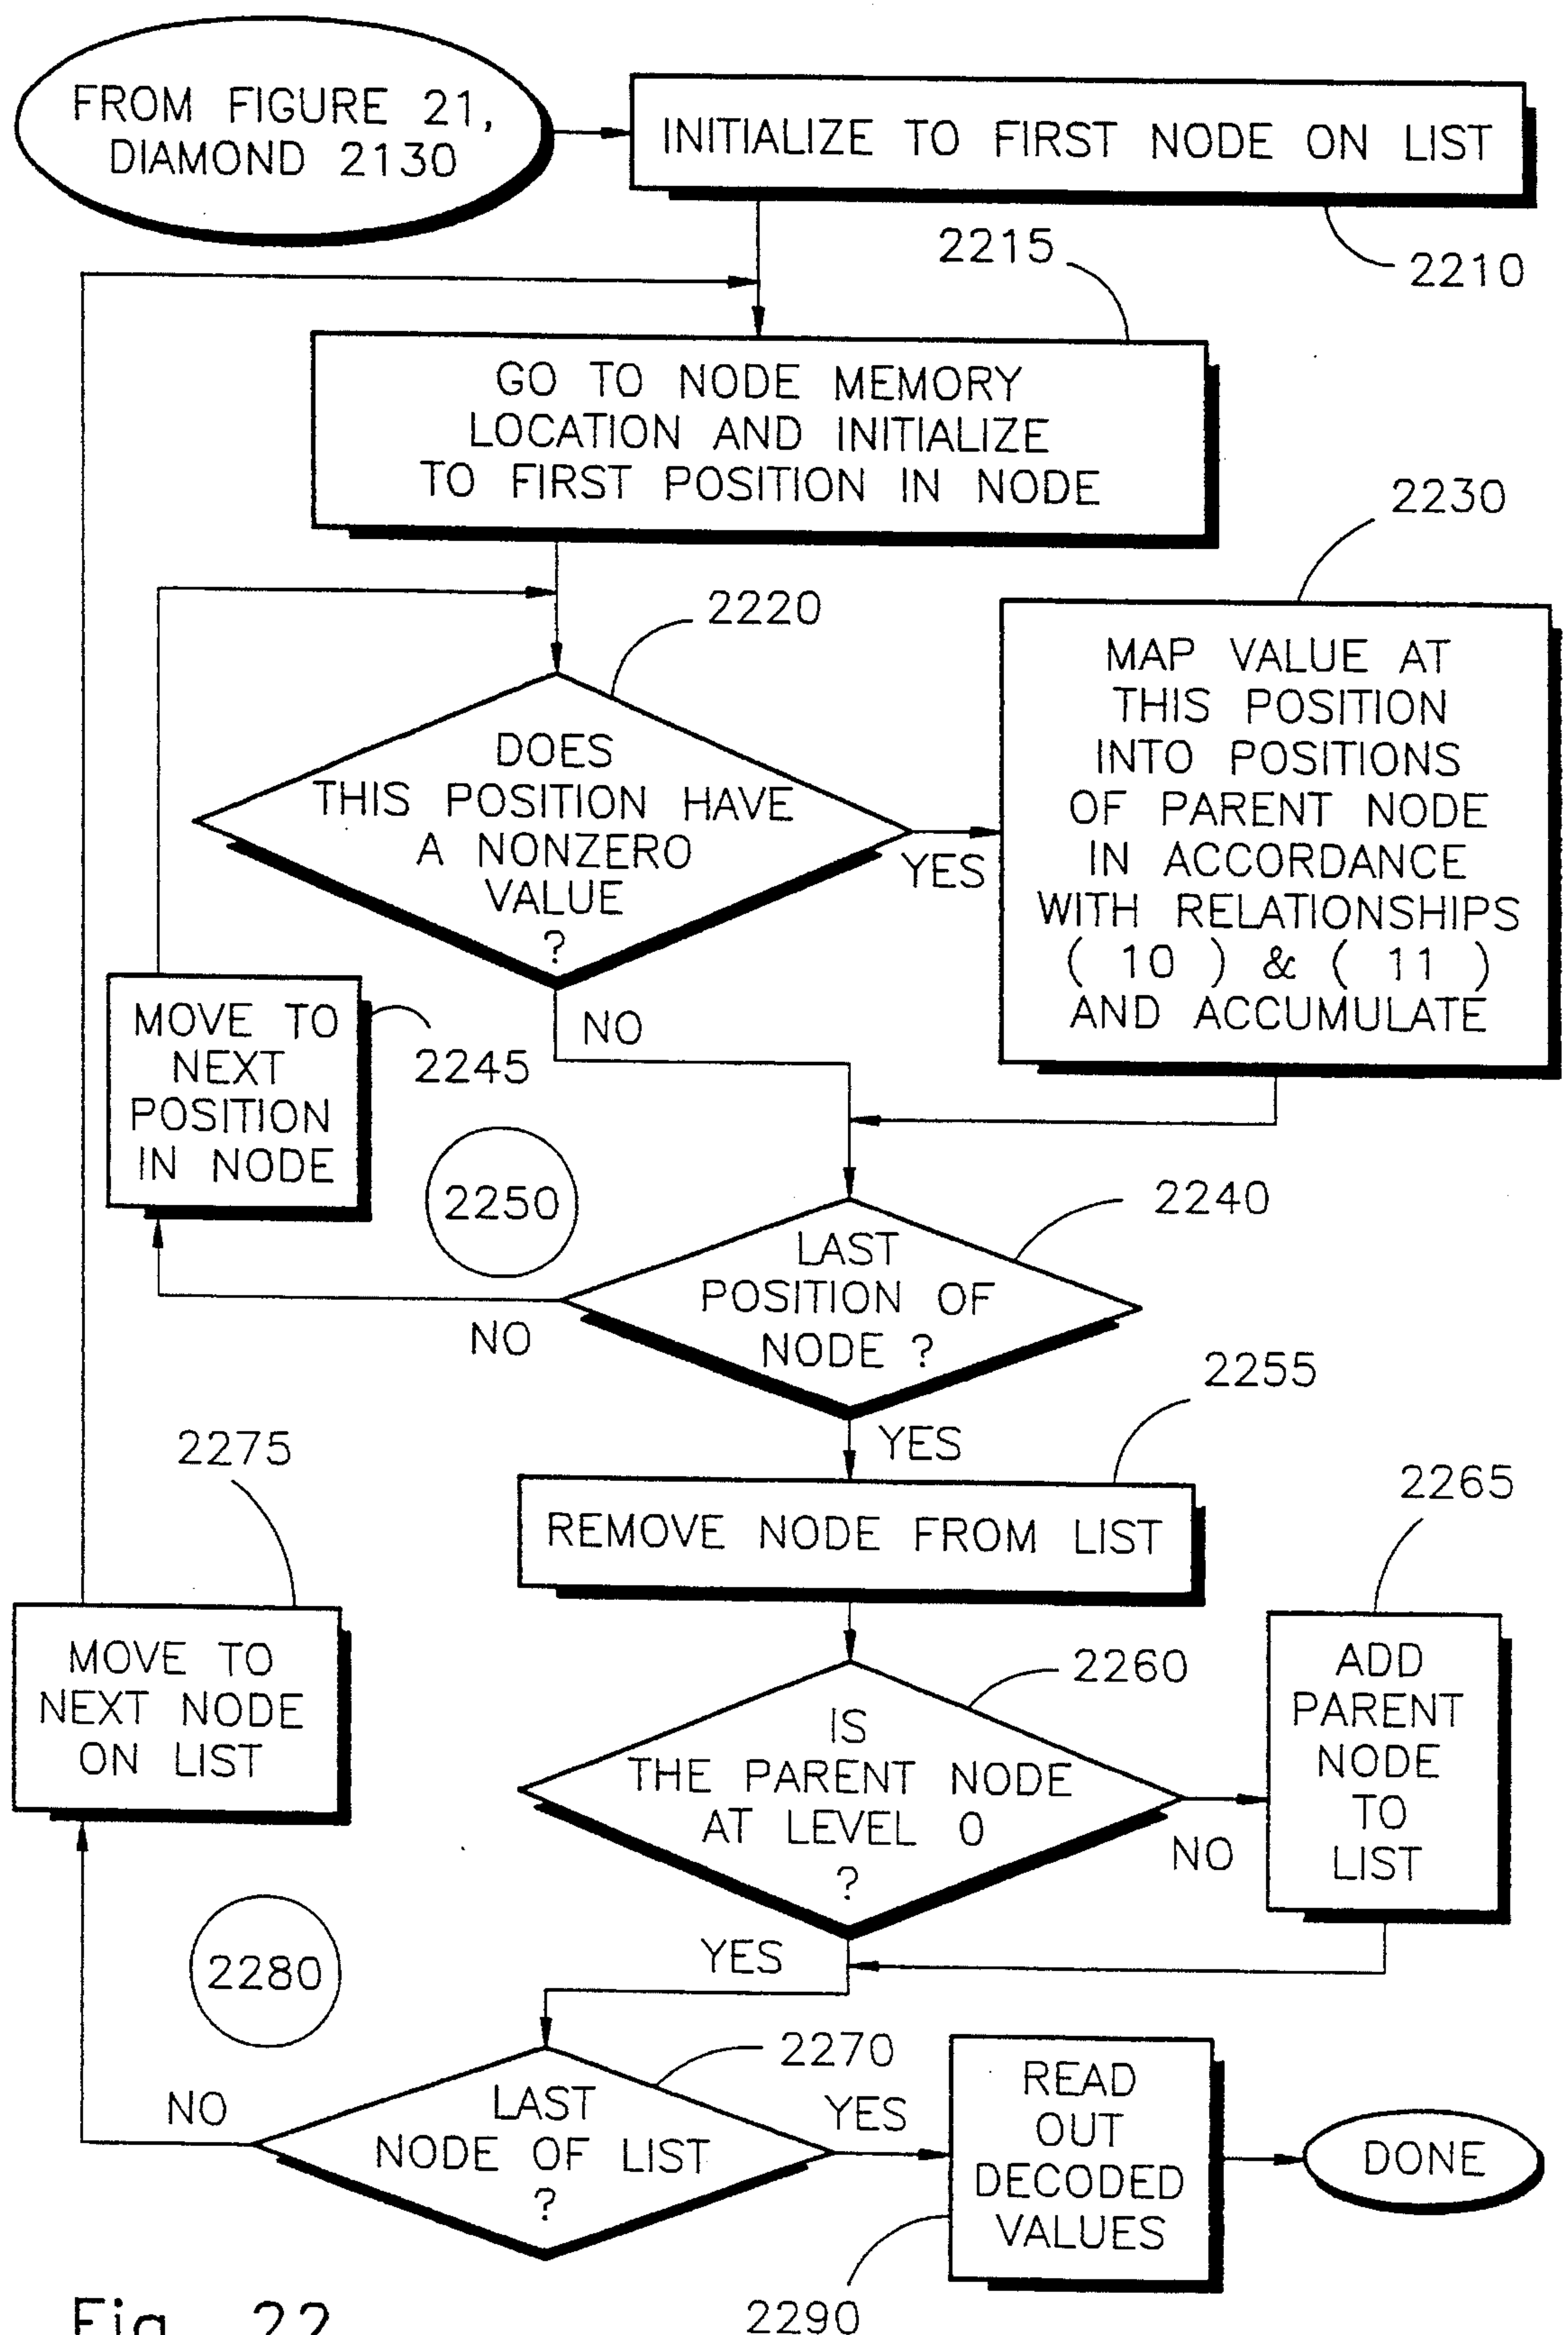 FROM FIGURE 21,
DIAMOND 2130
INITIALIZE TO FIRST NODE ON LIST
2210
2215
GO TO NODE MEMORY
LOCATION AND INITIALIZE
TO FIRST POSITION IN NODE
2220
DOES
THIS POSITION HAVE
A NONZERO
VALUE
?
YES
NO
2230
MAP VALUE AT
THIS POSITION
INTO POSITIONS
OF PARENT NODE
IN ACCORDANCE
WITH RELATIONSHIPS
( 10 ) & ( 11 )
AND ACCUMULATE
MOVE TO
NEXT
POSITION
IN NODE
2245
2250
2240
LAST
POSITION OF
NODE ?
NO
YES
2255
REMOVE NODE FROM LIST
2275
MOVE TO
NEXT NODE
ON LIST
2260
IS
THE PARENT NODE
AT LEVEL 0
?
NO
YES
2265
ADD
PARENT
NODE
TO
LIST
2280
2270
LAST
NODE OF LIST
?
NO
YES
READ
OUT
DECODED
VALUES
2290
DONE
Fig. 22